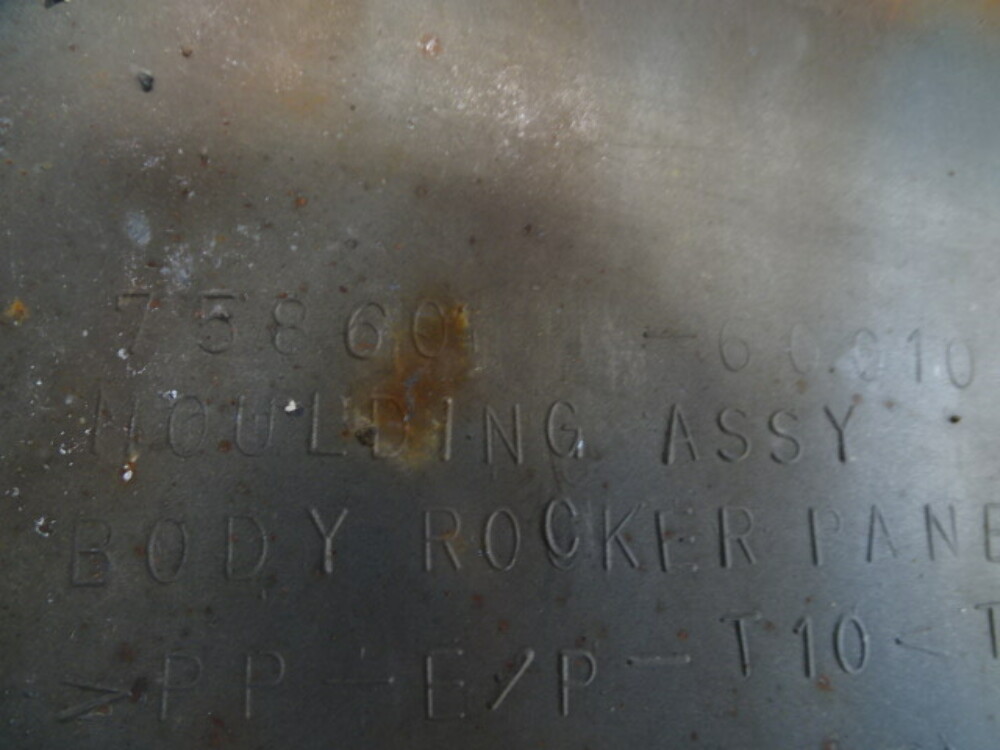 75860 -60010
MOULDING ASSY
BODY ROCKER PANE
>PP-E/P-T10< T